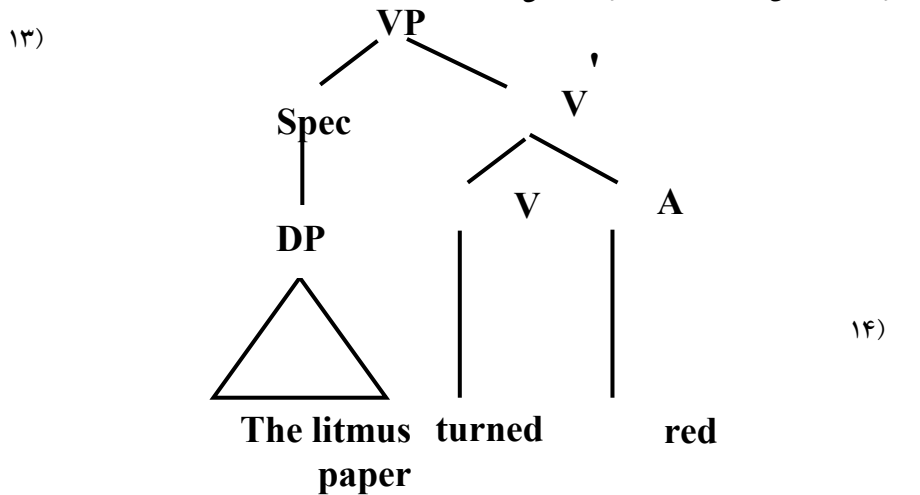 ۱۳)
VP
'
V
Spec
V A
DP
۱۴)
The litmus turned red
paper